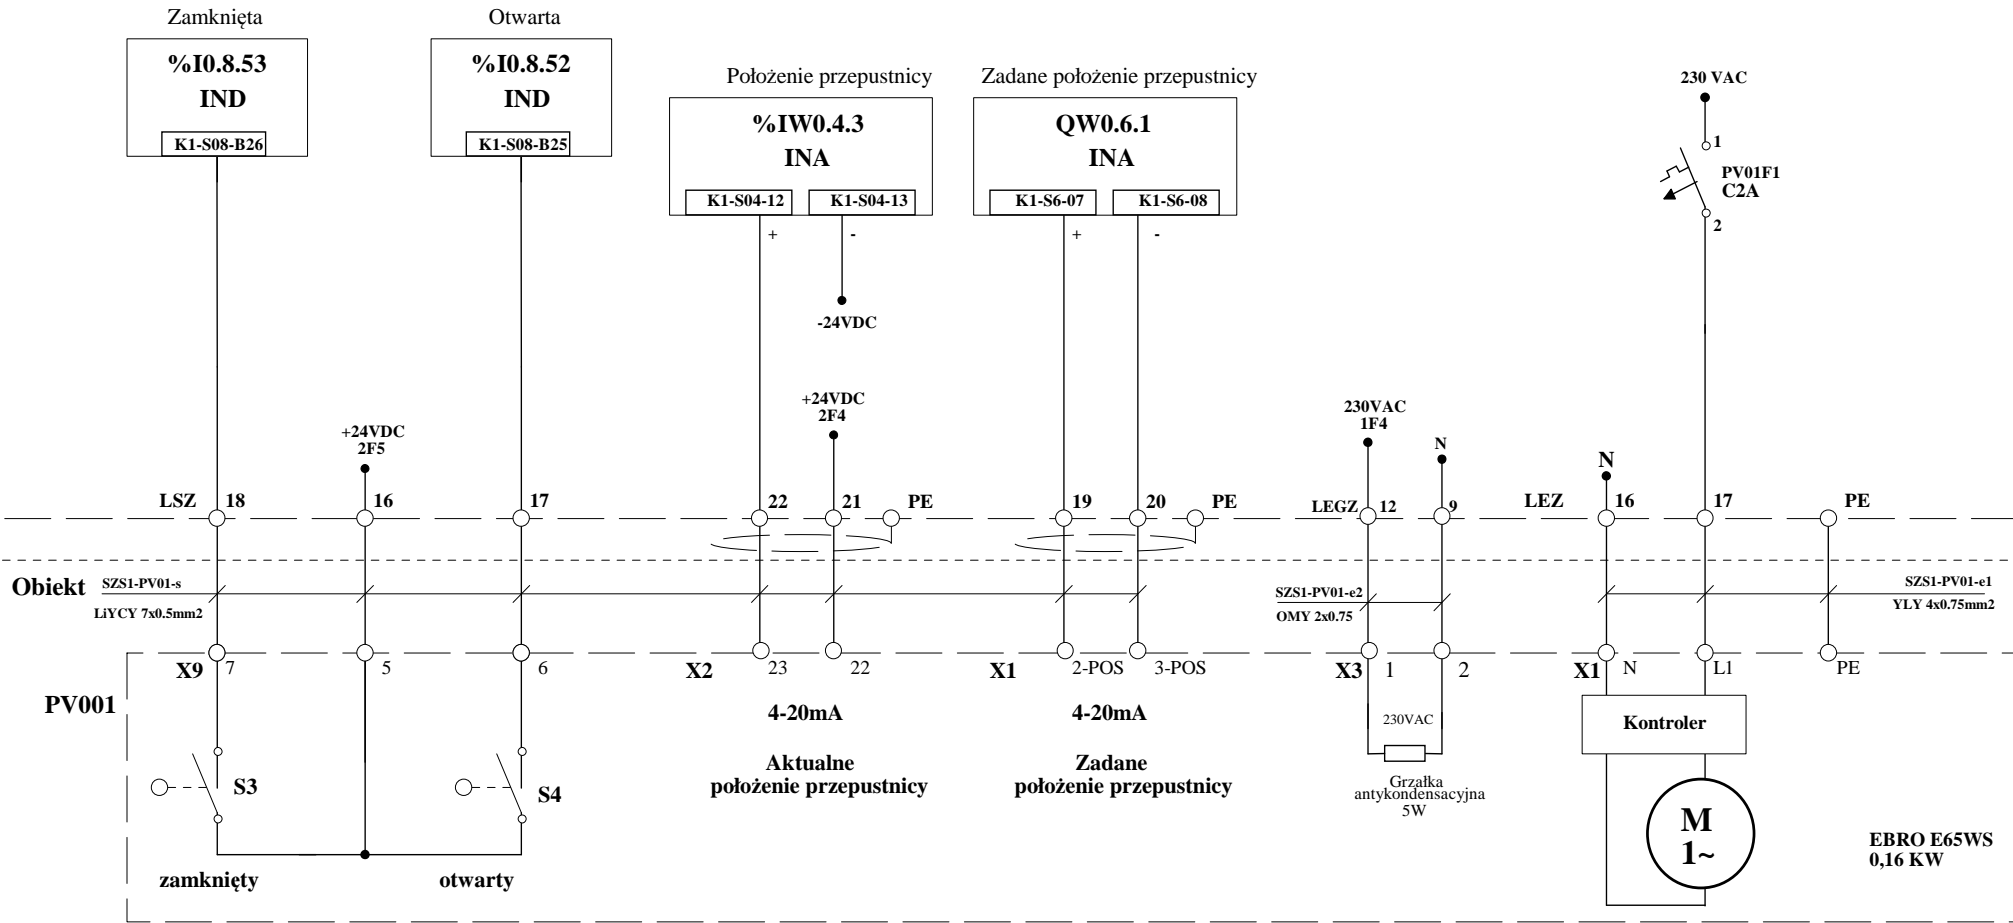 Zamknięta
Otwarta
%I0.8.53
IND
K1-S08-B26
%I0.8.52
IND
K1-S08-B25
Położenie przepustnicy
%IW0.4.3
INA
K1-S04-12
K1-S04-13
+
-
-24VDC
Zadane położenie przepustnicy
QW0.6.1
INA
K1-S6-07
K1-S6-08
+
-
230 VAC
1
PV01F1
C2A
2
+24VDC
2F5
+24VDC
2F4
230VAC
1F4
N
N
LSZ
18
16
17
22
21
PE
19
20
PE
LEGZ
12
9
LEZ
16
17
PE
Obiekt
SZS1-PV01-s
LiYCY 7x0.5mm2
SZS1-PV01-e2
OMY 2x0.75
SZS1-PV01-e1
YLY 4x0.75mm2
X9
7
5
6
X2
23
22
X1
2-POS
3-POS
X3
1
2
X1
N
L1
PE
PV001
4-20mA
4-20mA
230VAC
Kontroler
S3
S4
Aktualne
położenie przepustnicy
Zadane
położenie przepustnicy
Grzałka
antykondensacyjna
5W
M
1~
EBRO E65WS
0,16 KW
zamknięty
otwarty